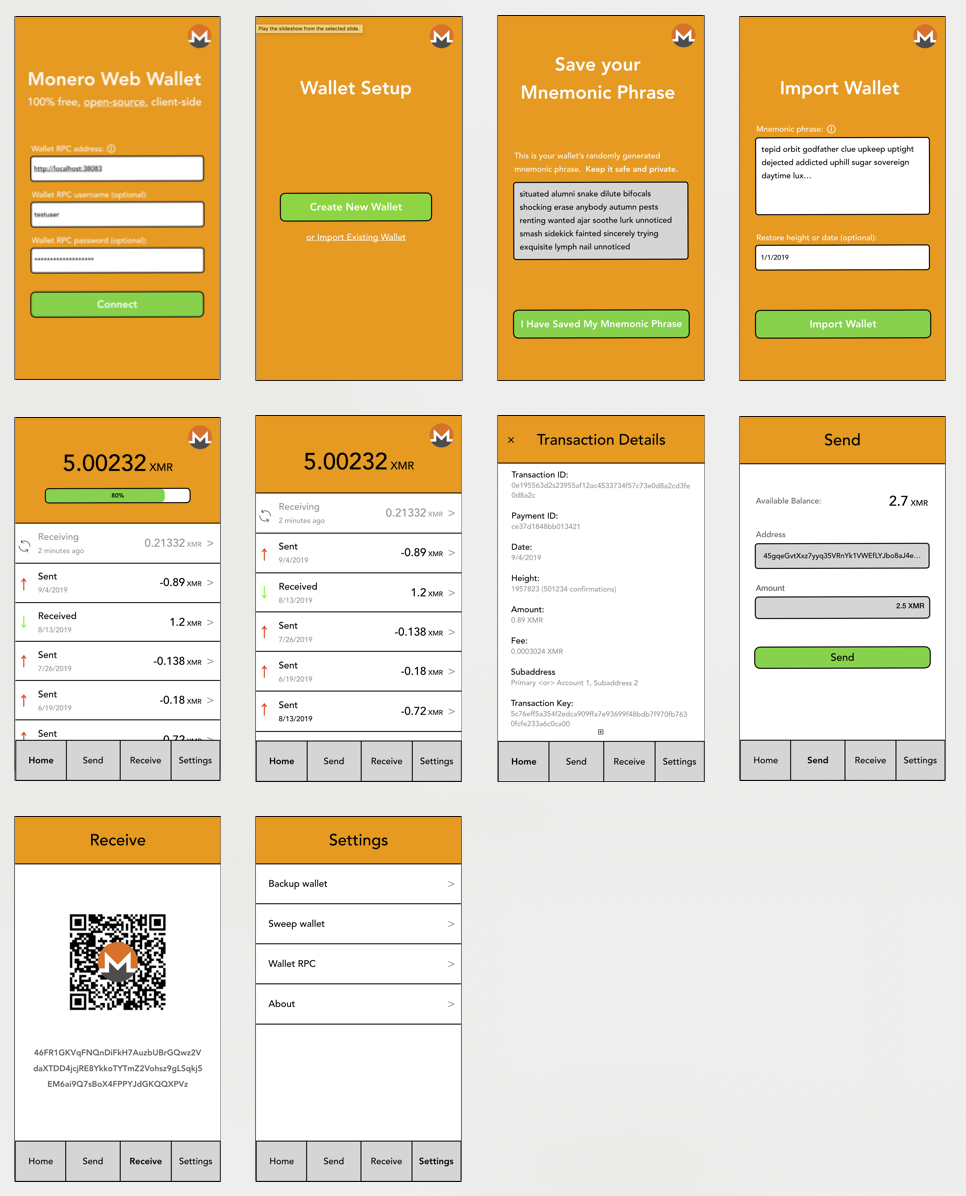 Monero Web Wallet
100% free, open-source, client-side
Wallet RPC address:
http://localhost:38083
Wallet RPC username (optional):
testuser
Wallet RPC password (optional):
Connect
Play the slideshow from the selected slide.
Wallet Setup
Create New Wallet
or Import Existing Wallet
Save your
Mnemonic Phrase
This is your wallet's randomly generated
mnemonic phrase.  Keep it safe and private.
situated alumni snake dilute bifocals
shocking erase anybody autumn pests
renting wanted ajar soothe lurk unnoticed
smash sidekick fainted sincerely trying
exquisite lymph nail unnoticed
I Have Saved My Mnemonic Phrase
Import Wallet
Mnemonic phrase:
tepid orbit godfather clue upkeep uptight
dejected addicted uphill sugar sovereign
daytime lux...
Restore height or date (optional):
1/1/2019
Import Wallet
5.00232 XMR
80%
Receiving
2 minutes ago
0.21332 XMR >
Sent
9/4/2019
-0.89 XMR >
Received
8/13/2019
1.2 XMR >
Sent
7/26/2019
-0.138 XMR >
Sent
6/19/2019
-0.18 XMR >
Sent
0.72
Home Send Receive Settings
5.00232 XMR
Receiving
2 minutes ago
0.21332 XMR >
Sent
9/4/2019
-0.89 XMR >
Received
8/13/2019
1.2 XMR >
Sent
7/26/2019
-0.138 XMR >
Sent
6/19/2019
-0.18 XMR >
Sent
8/13/2019
-0.72 XMR >
Home Send Receive Settings
× Transaction Details
Transaction ID:
0e195563d2s23955af12ac4533734f57c73e0d8a2cd3fe
0d8a2c
Payment ID:
ce37d1848bb013421
Date:
9/4/2019
Height:
1957823 (501234 confirmations)
Amount:
0.89 XMR
Fee:
0.0003024 XMR
Subaddress
Primary <or> Account 1, Subaddress 2
Transaction Key:
5c76eff5a354f2edca909ffa7e93699f48bdb7f970fb763
0fcfe233a6c0ca00
Home Send Receive Settings
Send
Available Balance: 2.7 XMR
Address
45gqeGvtXxz7yyq35VRnYk1VWEfLYJbo8aJ4e...
Amount
2.5 XMR
Send
Home Send Receive Settings
Receive
46FR1GKVqFNQnDiFkH7AuzbUBrGQwz2V
daXTDD4jcjRE8YkkoTYTmZ2Vohsz9gLSqkj5
EM6ai9Q7sBoX4FPPYJdGKQQXPVz
Home Send Receive Settings
Settings
Backup wallet >
Sweep wallet >
Wallet RPC >
About >
Home Send Receive Settings